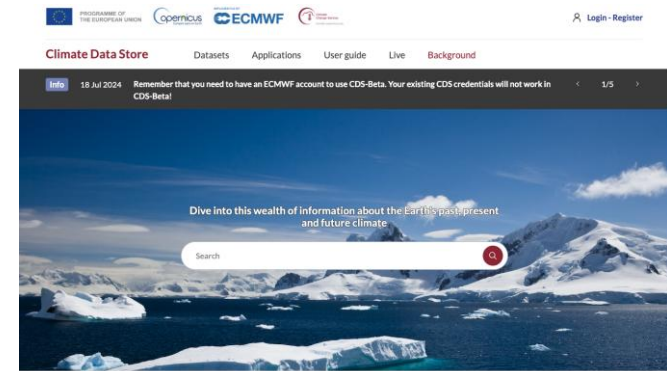 PROGRAMME OF
THE EUROPEAN UNION
opernicus
ECMWF
Login - Register
Climate Data Store
Datasets
Applications
User guide
Live
Background
Info
18 Jul 2024
Remember that you need to have an ECMWF account to use CDS-Beta. Your existing CDS credentials will not work in
CDS-Beta!
1/5
Dive into this wealth of information about the Earth's past, present
and future climate
Search